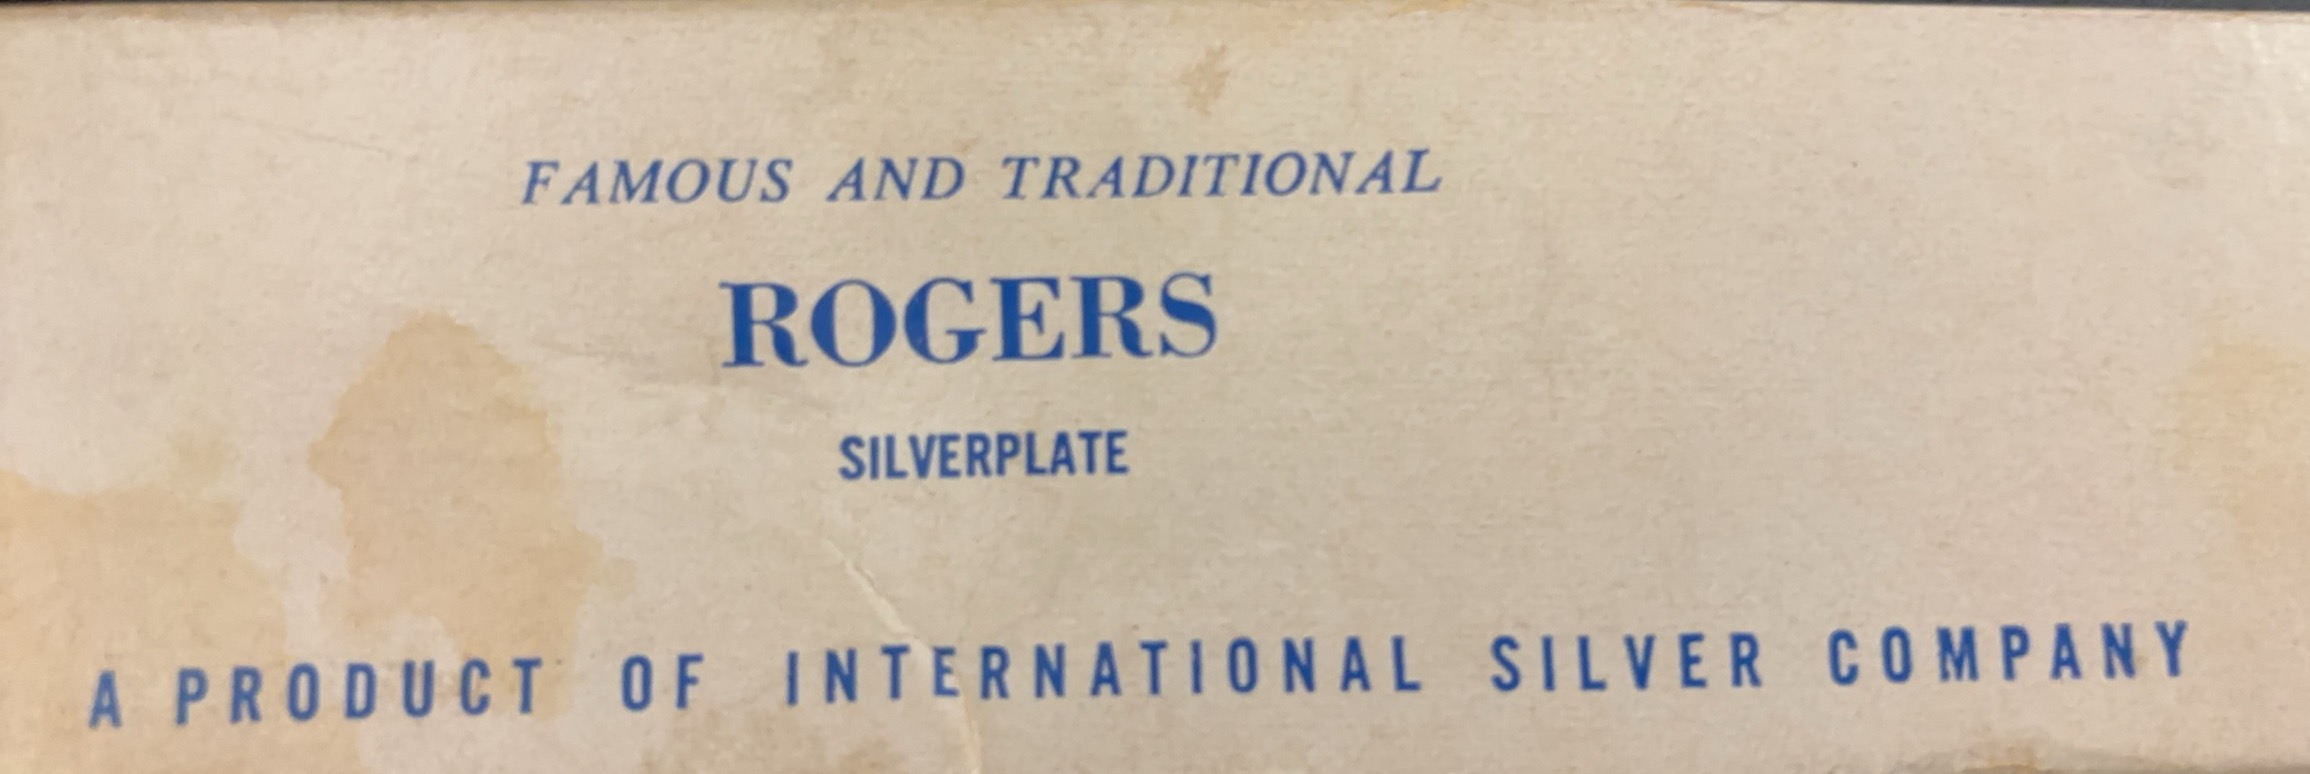 FAMOUS AND TRADITIONAL
ROGERS
SILVERPLATE
A PRODUCT OF INTERNATIONAL SILVER COMPANY